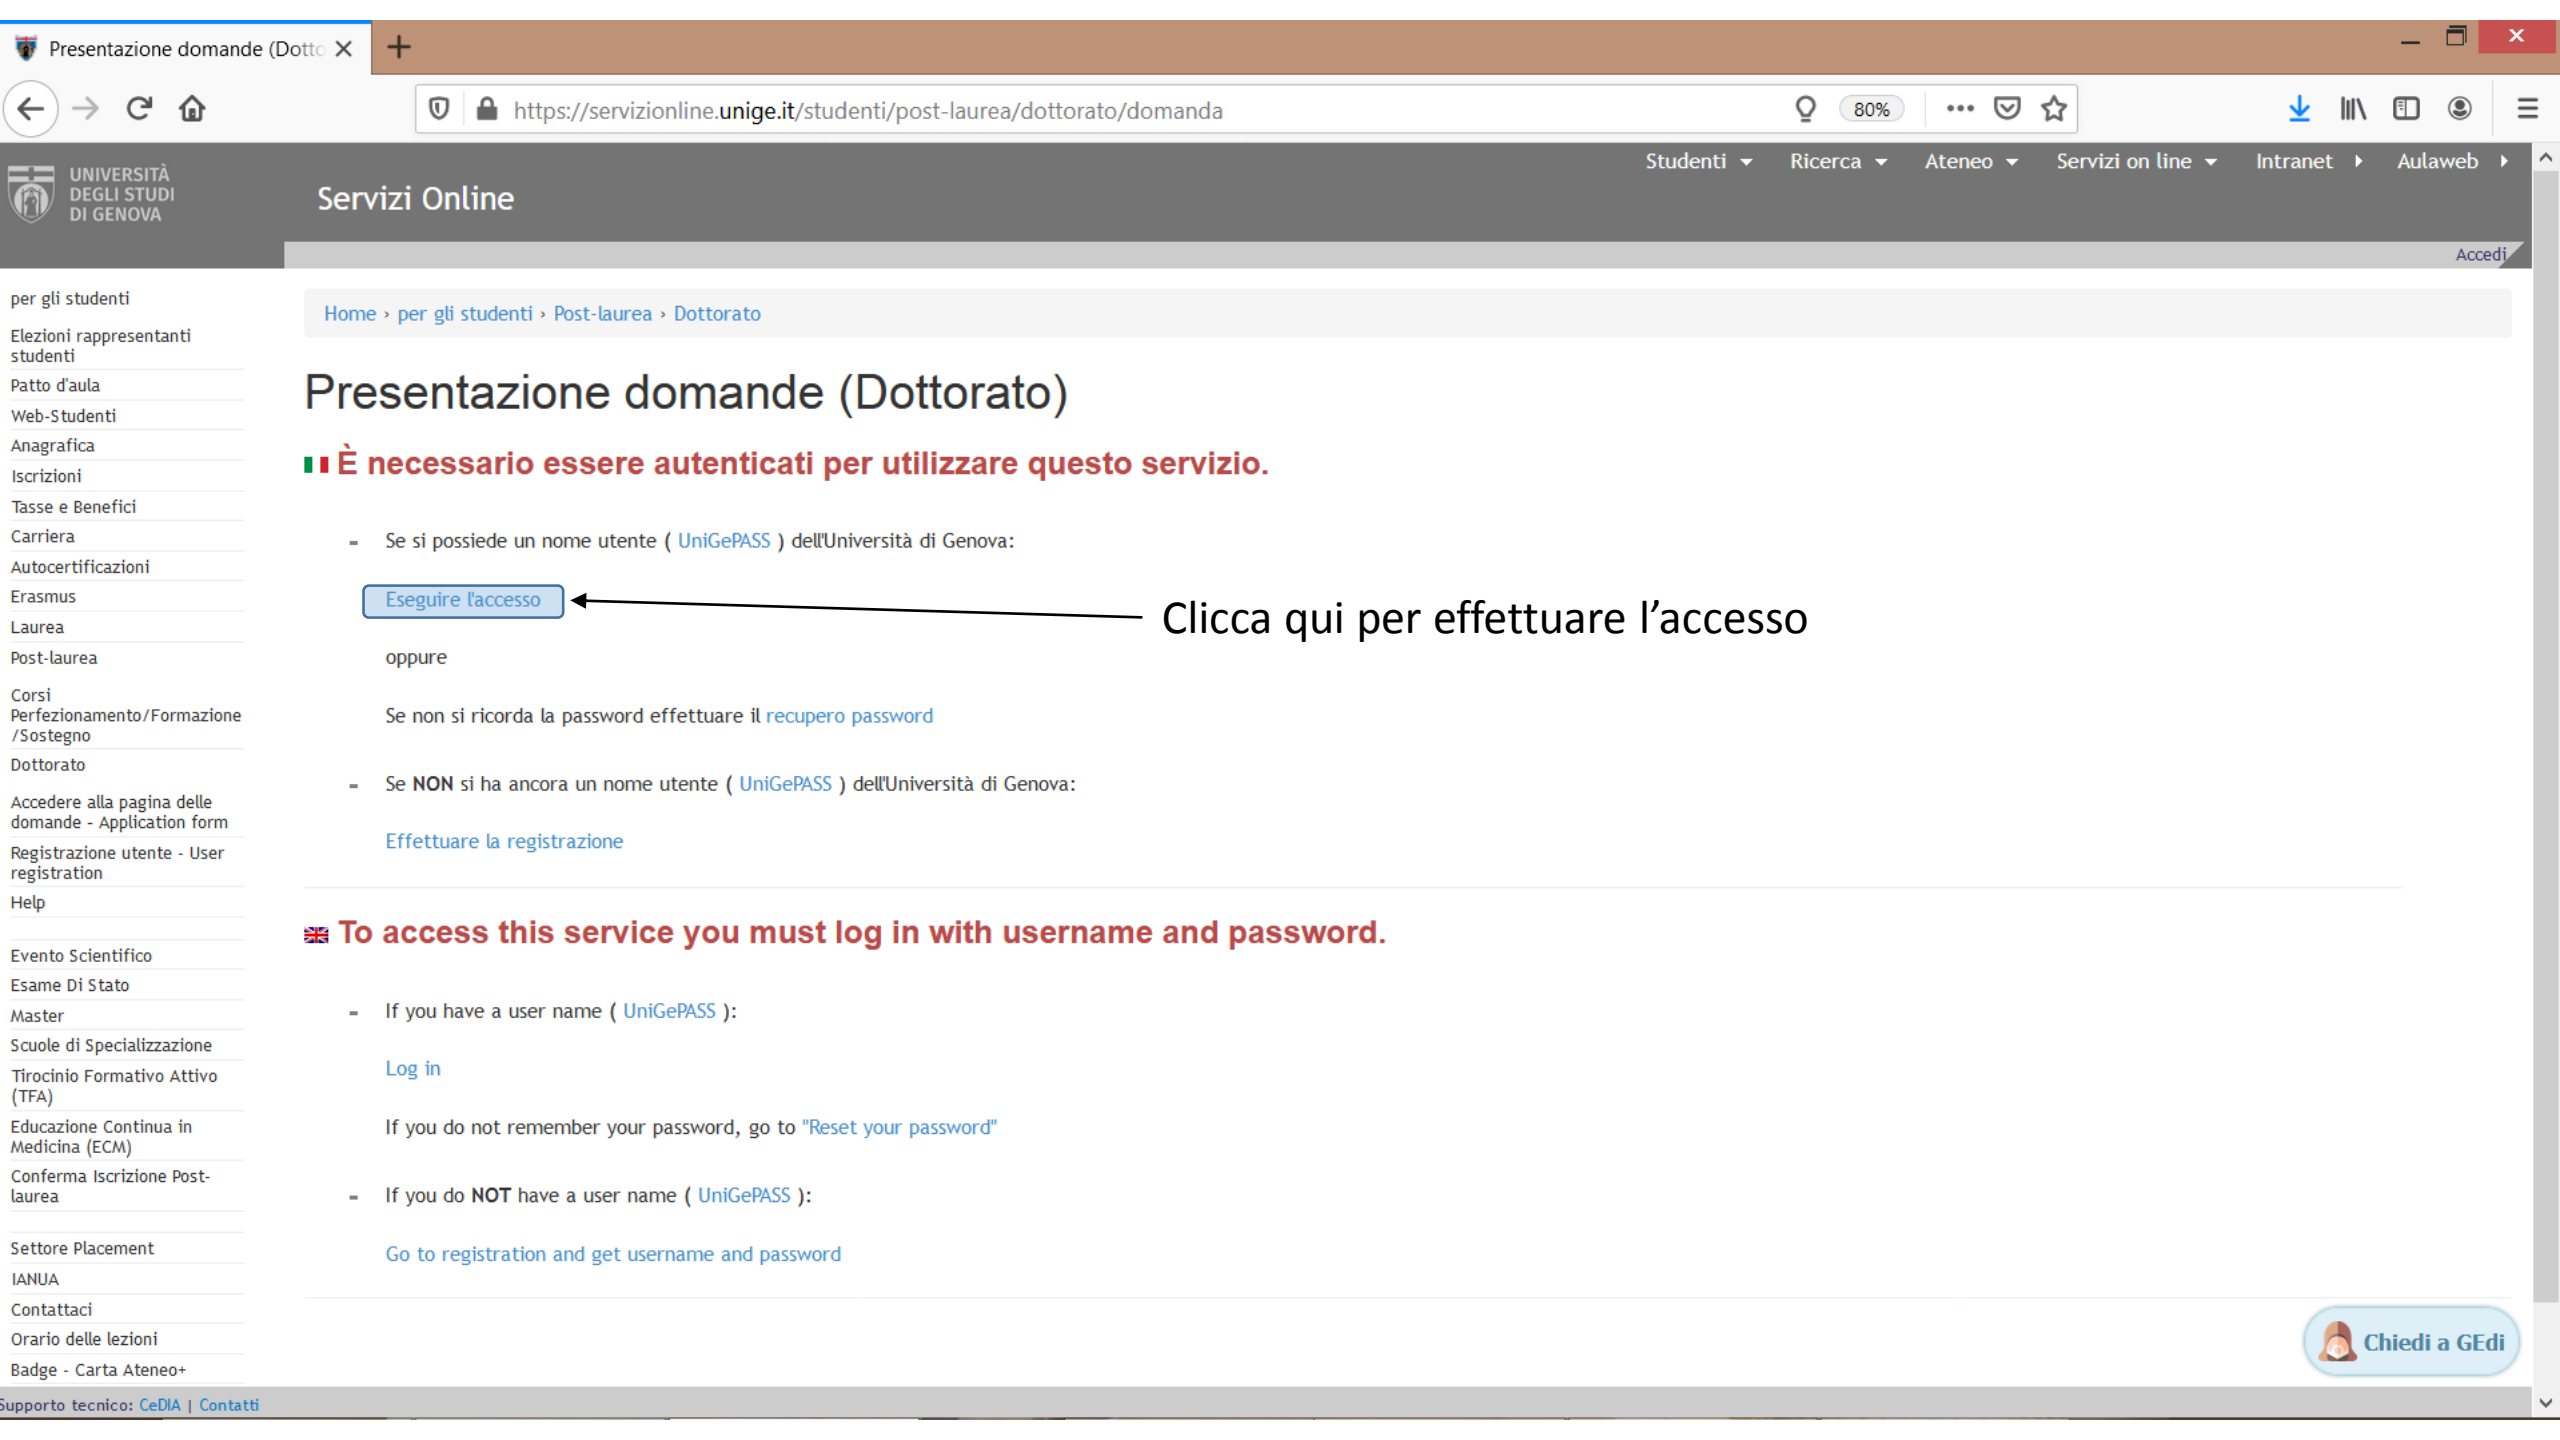 Presentazione domande (Dotto
https://servizionline.unige.it/studenti/post-laurea/dottorato/domanda
80%
UNIVERSITÀ
DEGLI STUDI
DI GENOVA
Servizi Online
Studenti Ricerca Ateneo Servizi on line Intranet Aulaweb
Accedi
per gli studenti
Elezioni rappresentanti
studenti
Patto d'aula
Web-Studenti
Anagrafica
Iscrizioni
Tasse e Benefici
Carriera
Autocertificazioni
Erasmus
Laurea
Post-laurea
Corsi
Perfezionamento/Formazione
/Sostegno
Dottorato
Accedere alla pagina delle
domande - Application form
Registrazione utente - User
registration
Help
Evento Scientifico
Esame Di Stato
Master
Scuole di Specializzazione
Tirocinio Formativo Attivo
(TFA)
Educazione Continua in
Medicina (ECM)
Conferma Iscrizione Post-
laurea
Settore Placement
IANUA
Contattaci
Orario delle lezioni
Badge - Carta Ateneo+
Home › per gli studenti › Post-laurea › Dottorato
Presentazione domande (Dottorato)
È necessario essere autenticati per utilizzare questo servizio.
- Se si possiede un nome utente ( UniGePASS ) dell'Università di Genova:
Eseguire l'accesso
Clicca qui per effettuare l’accesso
oppure
Se non si ricorda la password effettuare il recupero password
- Se NON si ha ancora un nome utente ( UniGePASS ) dell'Università di Genova:
Effettuare la registrazione
To access this service you must log in with username and password.
- If you have a user name ( UniGePASS ):
Log in
If you do not remember your password, go to "Reset your password"
- If you do NOT have a user name ( UniGePASS ):
Go to registration and get username and password
Chiedi a GEdi
Supporto tecnico: CeDIA | Contatti